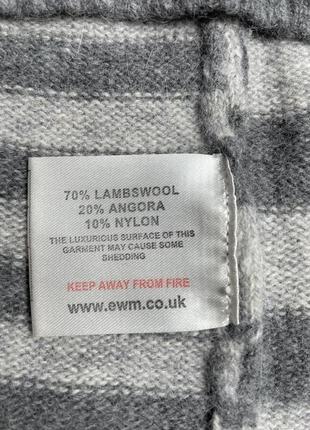 70% LAMBSWOOL
20% ANGORA
10% NYLON
THE LUXURIOUS SURFACE OF THIS
GARMENT MAY CAUSE SOME
SHEDDING
KEEP AWAY FROM FIRE
www.ewm.co.uk